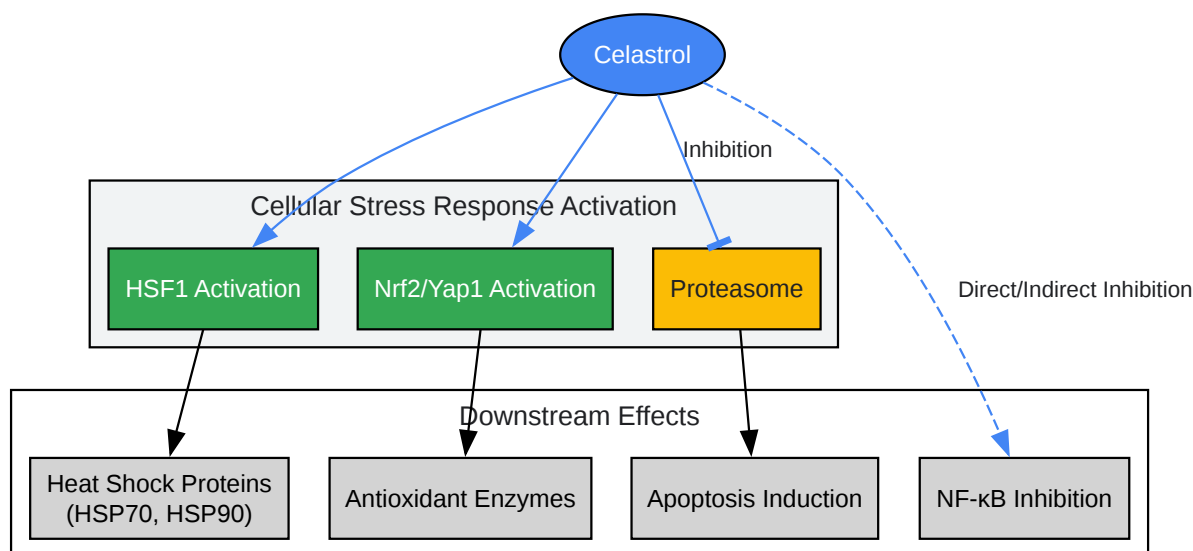 Celastrol
Inhibition
Cellular Stress Response Activation
HSF1 Activation
Nrf2/Yap1 Activation
Proteasome
Direct/Indirect Inhibition
Downstream Effects
Heat Shock Proteins
(HSP70, HSP90)
Antioxidant Enzymes
Apoptosis Induction
NF-κB Inhibition